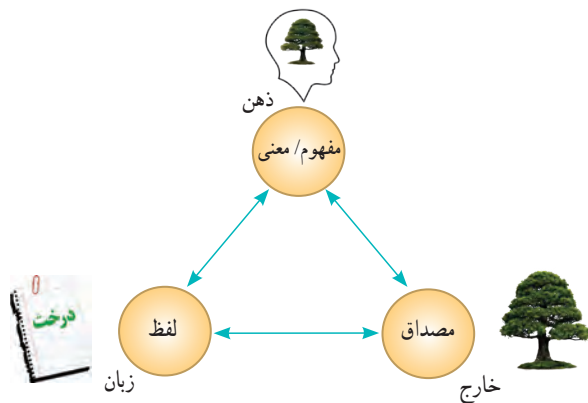 ذهن
مفهوم/ معنی
درخت
لفظ
مصداق
زبان
خارج